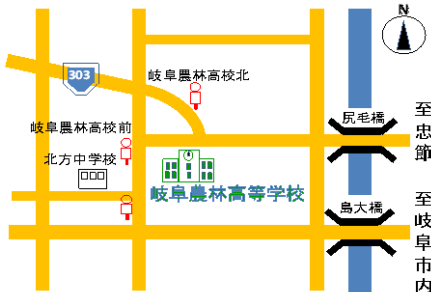 303
岐阜農林高校北
岐阜農林高校前
尻毛橋
至忠節
北方中学校
岐阜農林高等学校
島大橋
至岐阜市内